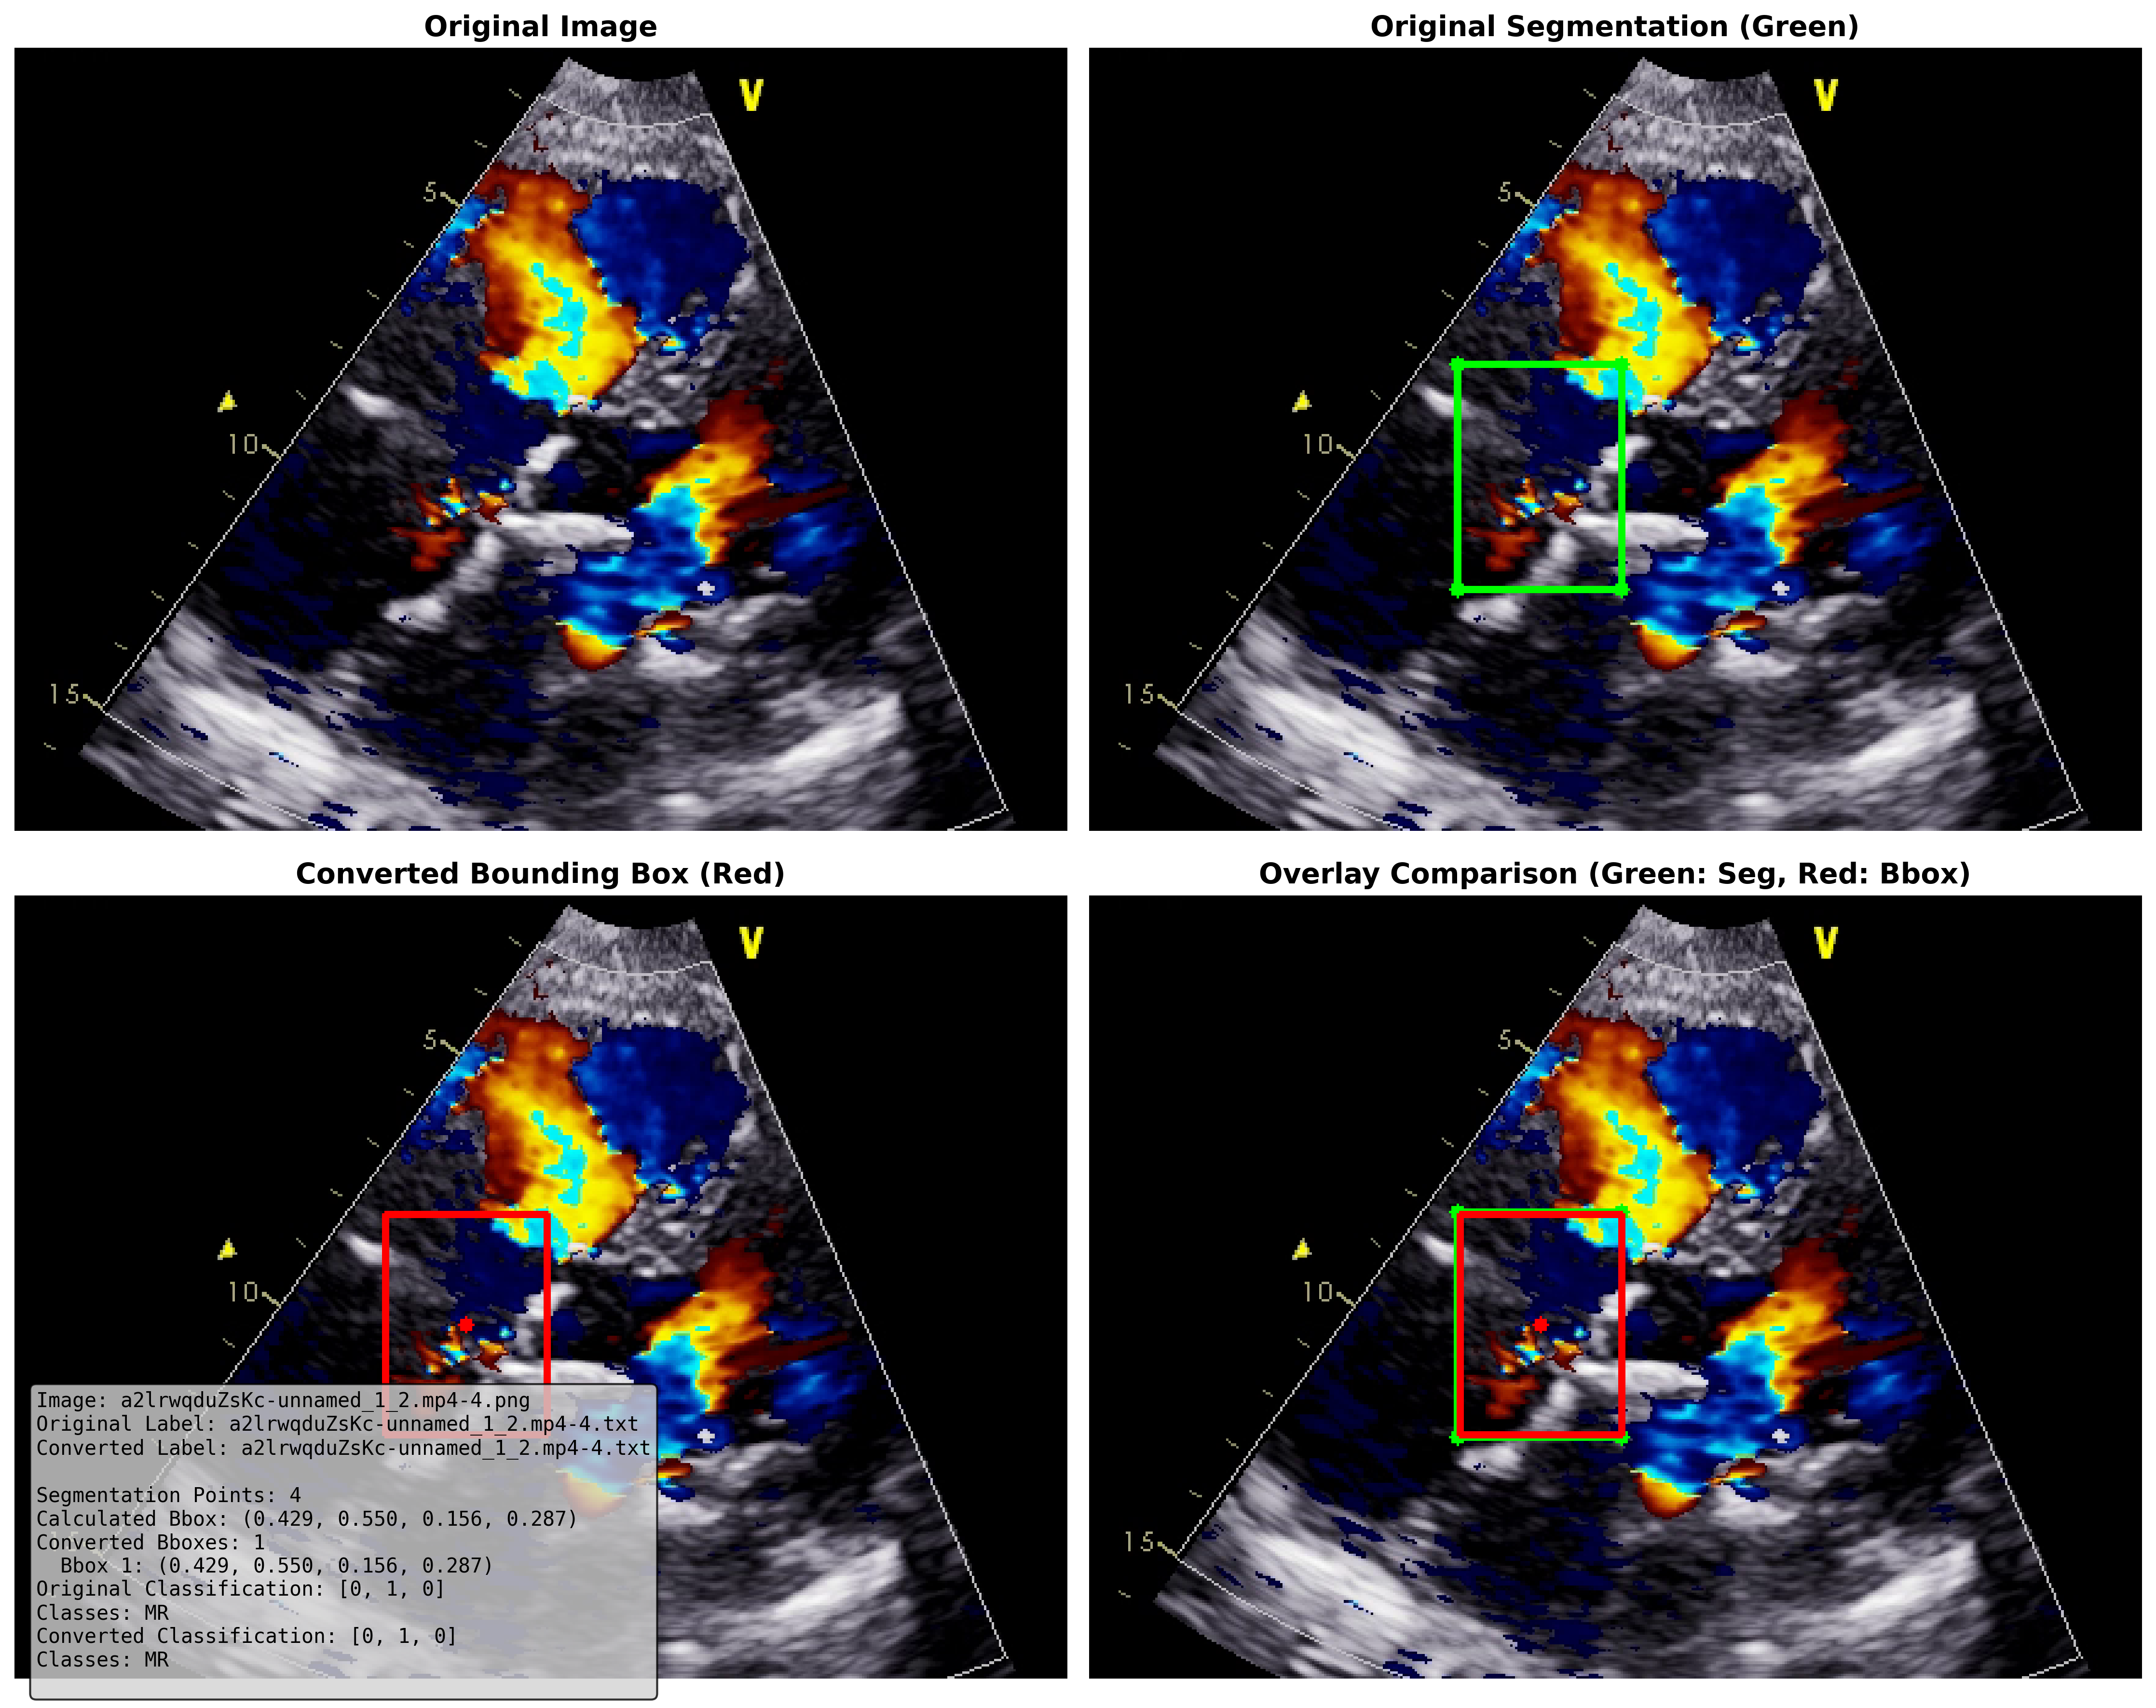 Original Image
Original Segmentation (Green)
V
5
10
15
V
5
10
15
Converted Bounding Box (Red)
Overlay Comparison (Green: Seg, Red: Bbox)
V
5
10
Image: a2lrwqduZsKc-unnamed_1_2.mp4-4.png
Original Label: a2lrwqduZsKc-unnamed_1_2.mp4-4.txt
Converted Label: a2lrwqduZsKc-unnamed_1_2.mp4-4.txt
Segmentation Points: 4
Calculated Bbox: (0.429, 0.550, 0.156, 0.287)
Converted Bboxes: 1
Bbox 1: (0.429, 0.550, 0.156, 0.287)
Original Classification: [0, 1, 0]
Classes: MR
Converted Classification: [0, 1, 0]
Classes: MR
V
5
10
15